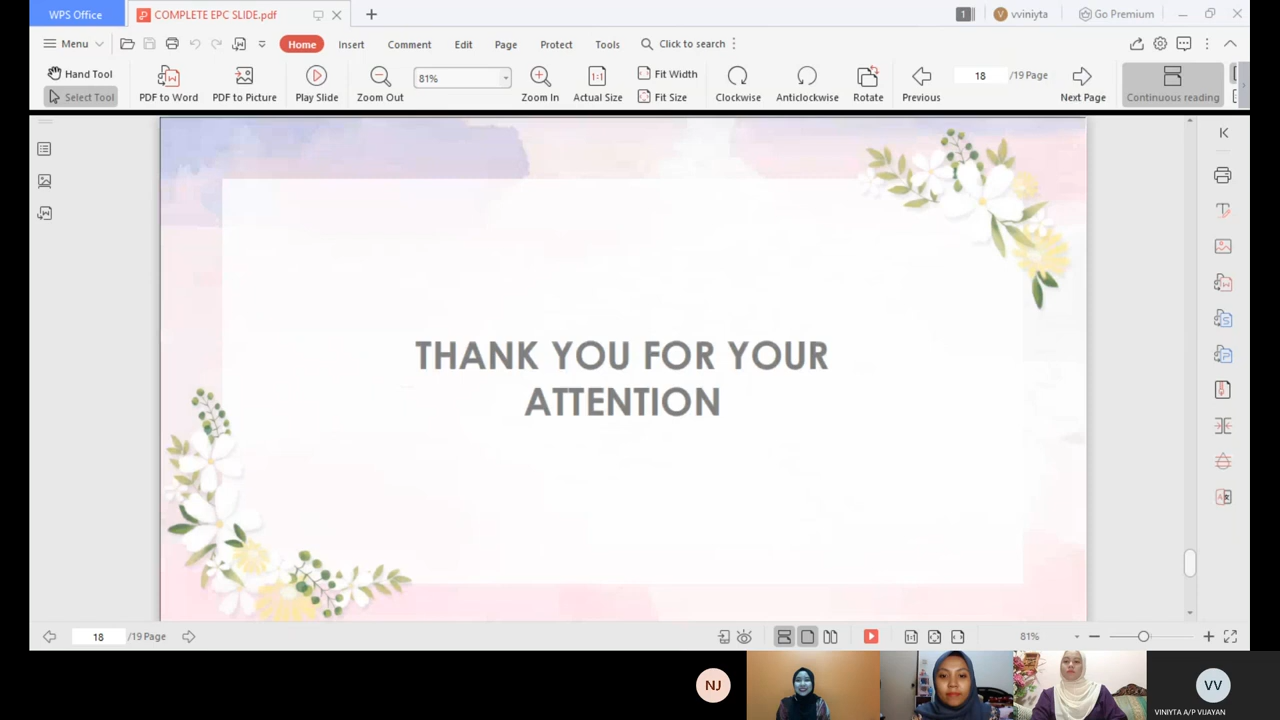 WPS Office
COMPLETE EPC SLIDE.pdf
1
V
vviniyta
Go Premium
Menu
Home
Insert
Comment
Edit
Page
Protect
Tools
Click to search
Hand Tool
Select Tool
PDF to Word
PDF to Picture
Play Slide
Zoom Out
81%
Zoom In
1:1
Actual Size
Fit Width
Fit Size
Clockwise
Anticlockwise
Rotate
Previous
18
/19 Page
Next Page
Continuous reading
THANK YOU FOR YOUR
ATTENTION
18
/19 Page
81%
NJ
VV
VINIYTA A/P VIJAYAN